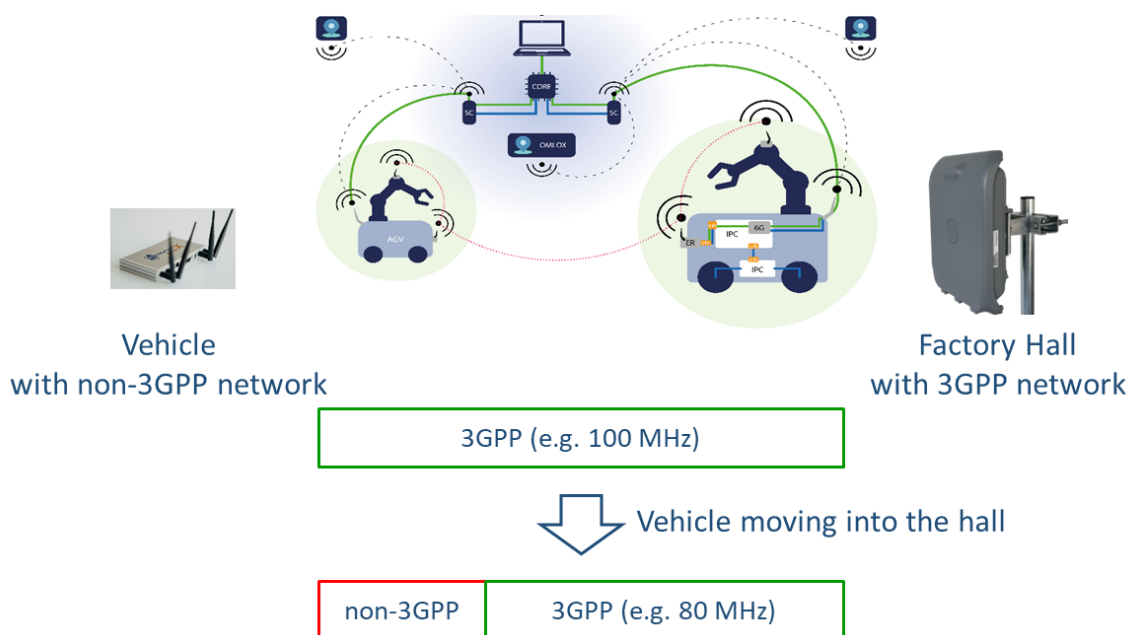 CORE
SC
SC
OMLOX
AGV
IPC
6G
ER
IPC
Vehicle
with non-3GPP network
Factory Hall
with 3GPP network
3GPP (e.g. 100 MHz)
Vehicle moving into the hall
non-3GPP
3GPP (e.g. 80 MHz)